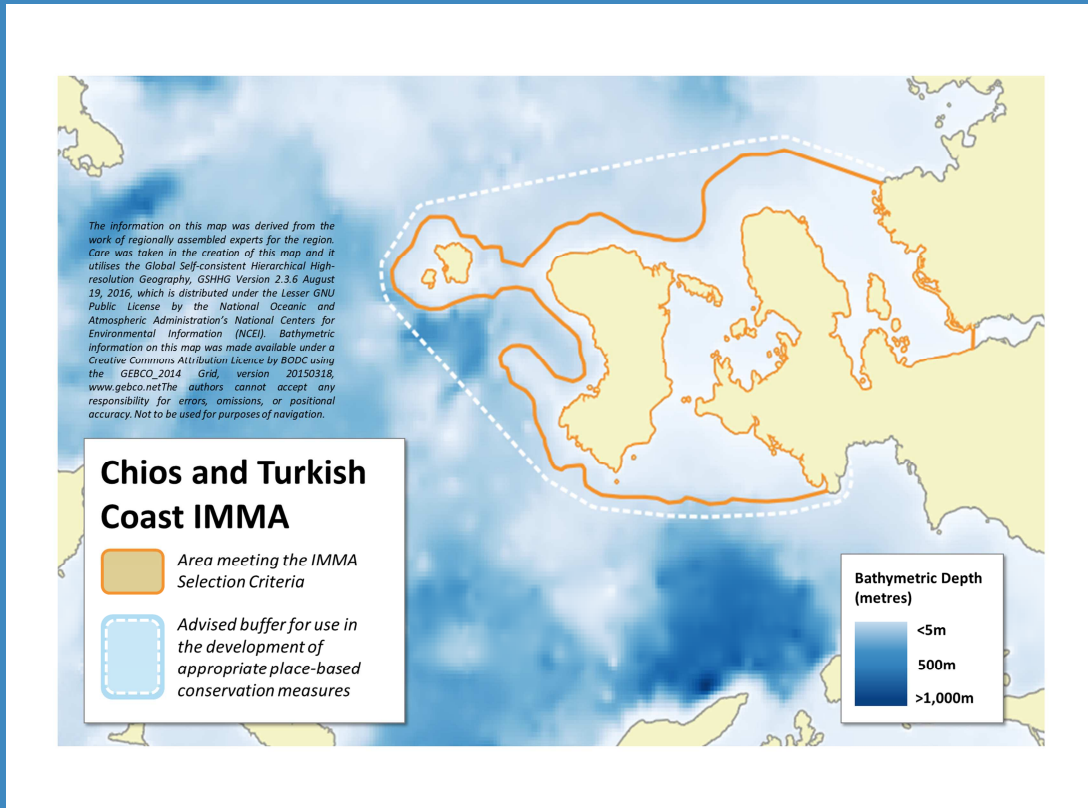 The information on this map was derived from the
work of regionally assembled experts for the region.
Care was taken in the creation of this map and it
utilises the Global Self-consistent Hierarchical High-
resolution Geography, GSHHG Version 2.3.6 August
19, 2016, which is distributed under the Lesser GNU
Public License by the National Oceanic and
Atmospheric Administration's National Centers for
Environmental Information (NCEI). Bathymetric
information on this map was made available under a
Creative Commons Attribution Licence by BODC using
the GEBCO_2014 Grid, version 20150318,
www.gebco.netThe authors cannot accept any
responsibility for errors, omissions, or positional
accuracy. Not to be used for purposes of navigation.
Chios and Turkish
Coast IMMA
Area meeting the IMMA
Selection Criteria
Advised buffer for use in
the development of
appropriate place-based
conservation measures
Bathymetric Depth
(metres)
<5m
500m
>1,000m